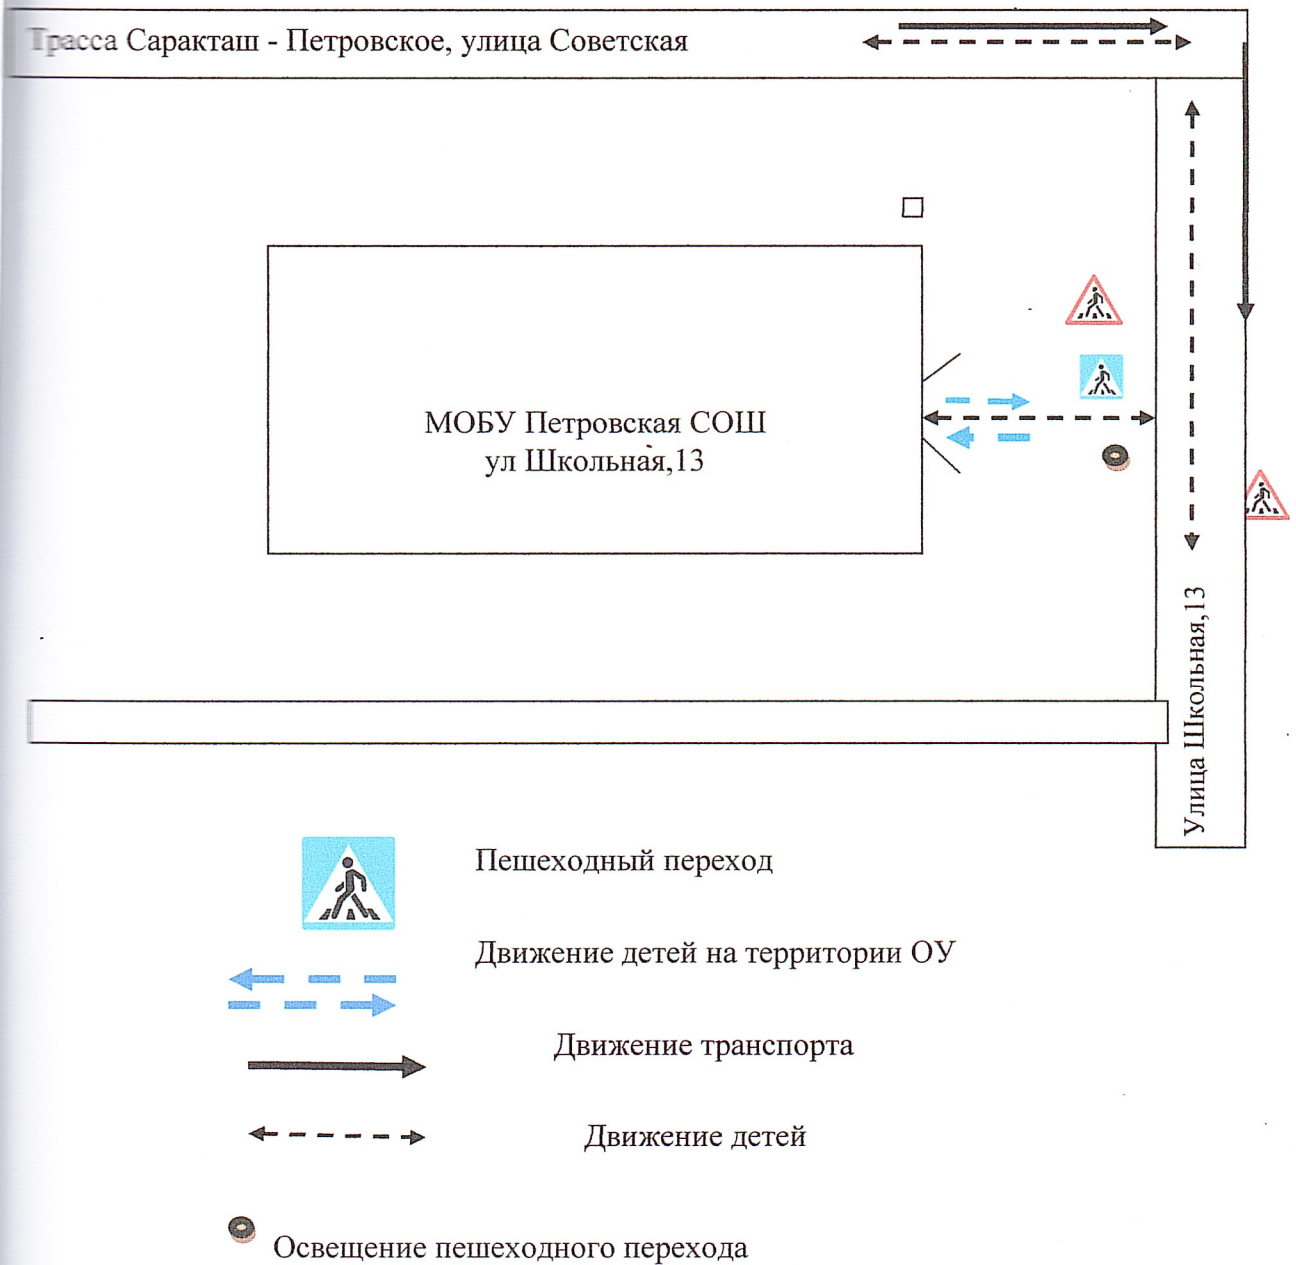 Трасса Саракташ - Петровское, улица Советская
МОБУ Петровская СОШ
ул Школьная,13
Улица Школьная,13
Пешеходный переход
Движение детей на территории ОУ
Движение транспорта
Движение детей
Освещение пешеходного перехода